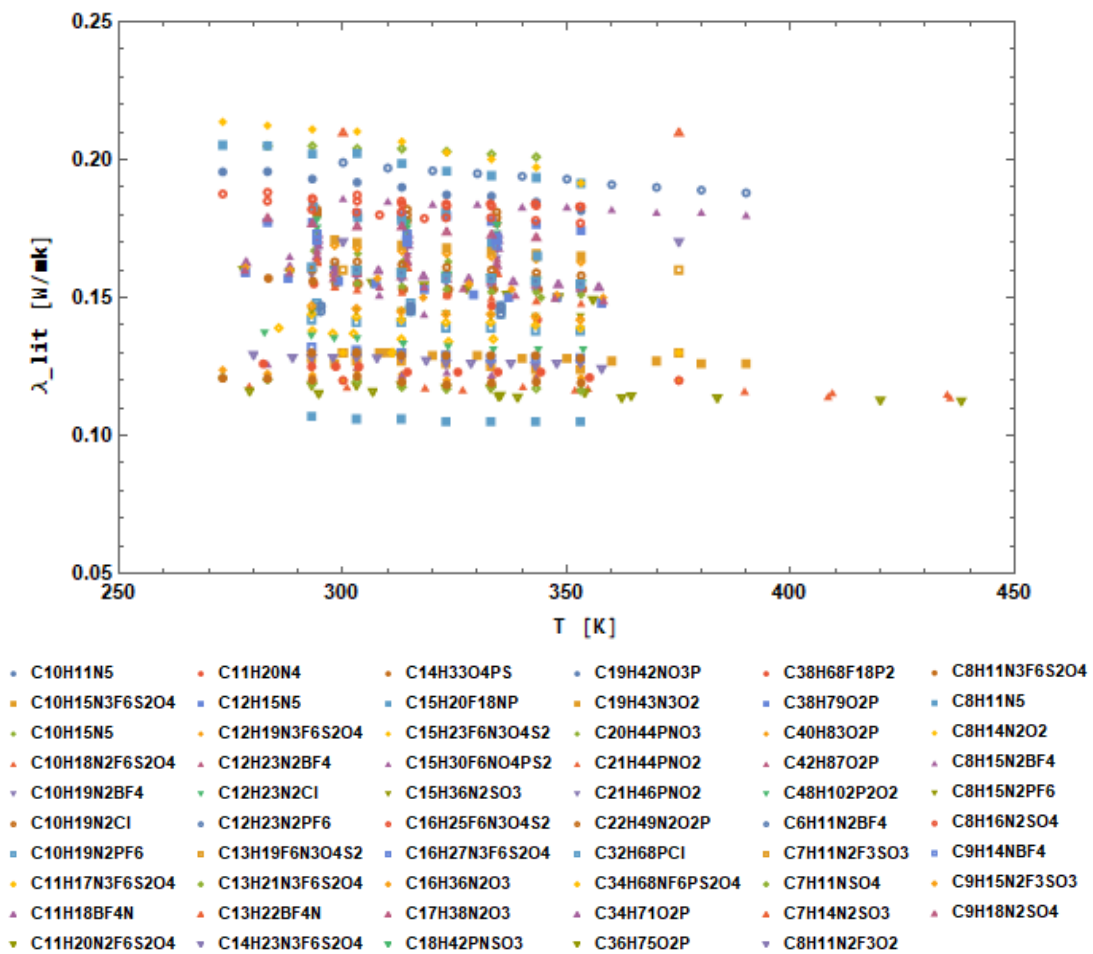 0.25
0.20
0.15
0.10
0.05
λ_lit [W/mk]
250 300 350 400 450
T [K]
C10H11N5 C11H20N4 C14H33O4PS C19H42NO3P C38H68F18P2 C8H11N3F6S2O4
C10H15N3F6S2O4 C12H15N5 C15H20F18NP C19H43N3O2 C38H79O2P C8H11N5
C10H15N5 C12H19N3F6S2O4 C15H23F6N3O4S2 C20H44PNO3 C40H83O2P C8H14N2O2
C10H18N2F6S2O4 C12H23N2BF4 C15H30F6NO4PS2 C21H44PNO2 C42H87O2P C8H15N2BF4
C10H19N2BF4 C12H23N2Cl C15H36N2SO3 C21H46PNO2 C48H102P2O2 C8H15N2PF6
C10H19N2Cl C12H23N2PF6 C16H25F6N3O4S2 C22H49N2O2P C6H11N2BF4 C8H16N2SO4
C10H19N2PF6 C13H19F6N3O4S2 C16H27N3F6S2O4 C32H68PCl C7H11N2F3SO3 C9H14NBF4
C11H17N3F6S2O4 C13H21N3F6S2O4 C16H36N2O3 C34H68NF6PS2O4 C7H11NSO4 C9H15N2F3SO3
C11H18BF4N C13H22BF4N C17H38N2O3 C34H71O2P C7H14N2SO3 C9H18N2SO4
C11H20N2F6S2O4 C14H23N3F6S2O4 C18H42PNSO3 C36H75O2P C8H11N2F3O2